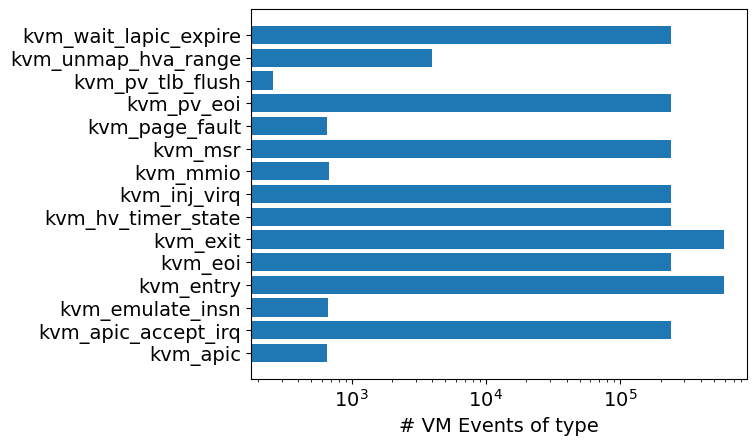 kvm_wait_lapic_expire
kvm_unmap_hva_range
kvm_pv_tlb_flush
kvm_pv_eoi
kvm_page_fault
kvm_msr
kvm_mmio
kvm_inj_virq
kvm_hv_timer_state
kvm_exit
kvm_eoi
kvm_entry
kvm_emulate_insn
kvm_apic_accept_irq
kvm_apic
10³ 10⁴ 10⁵
# VM Events of type